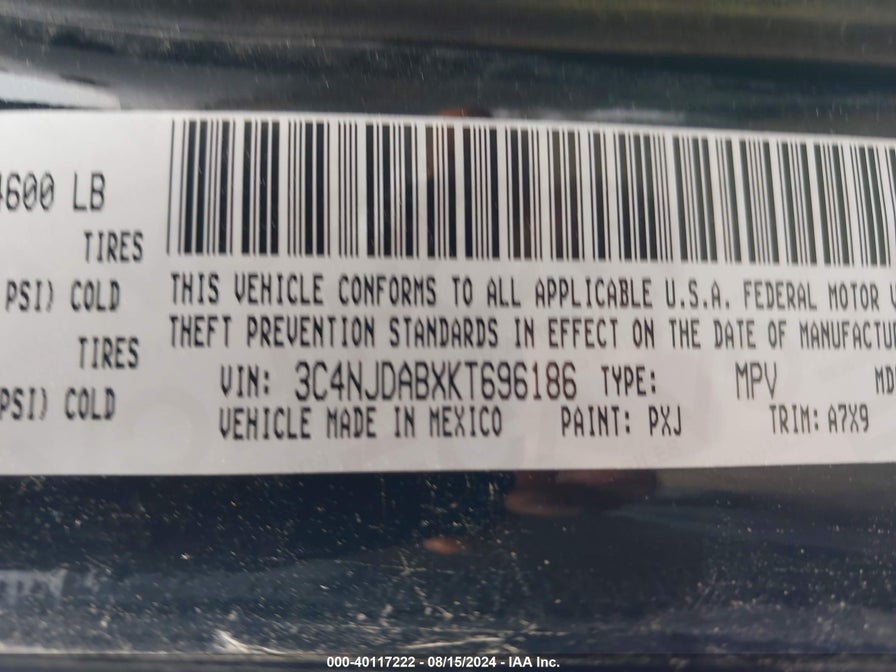 4600 LB
TIRES
PSI) COLD
TIRES
PSI) COLD
THIS VEHICLE CONFORMS TO ALL APPLICABLE U.S.A. FEDERAL MOTOR
THEFT PREVENTION STANDARDS IN EFFECT ON THE DATE OF MANUFACTU
VIN: 3C4NJDABXKT696186 TYPE: MPV MD
VEHICLE MADE IN MEXICO PAINT: PXJ TRIM: A7X9
000-40117222 - 08/15/2024 - IAA Inc.